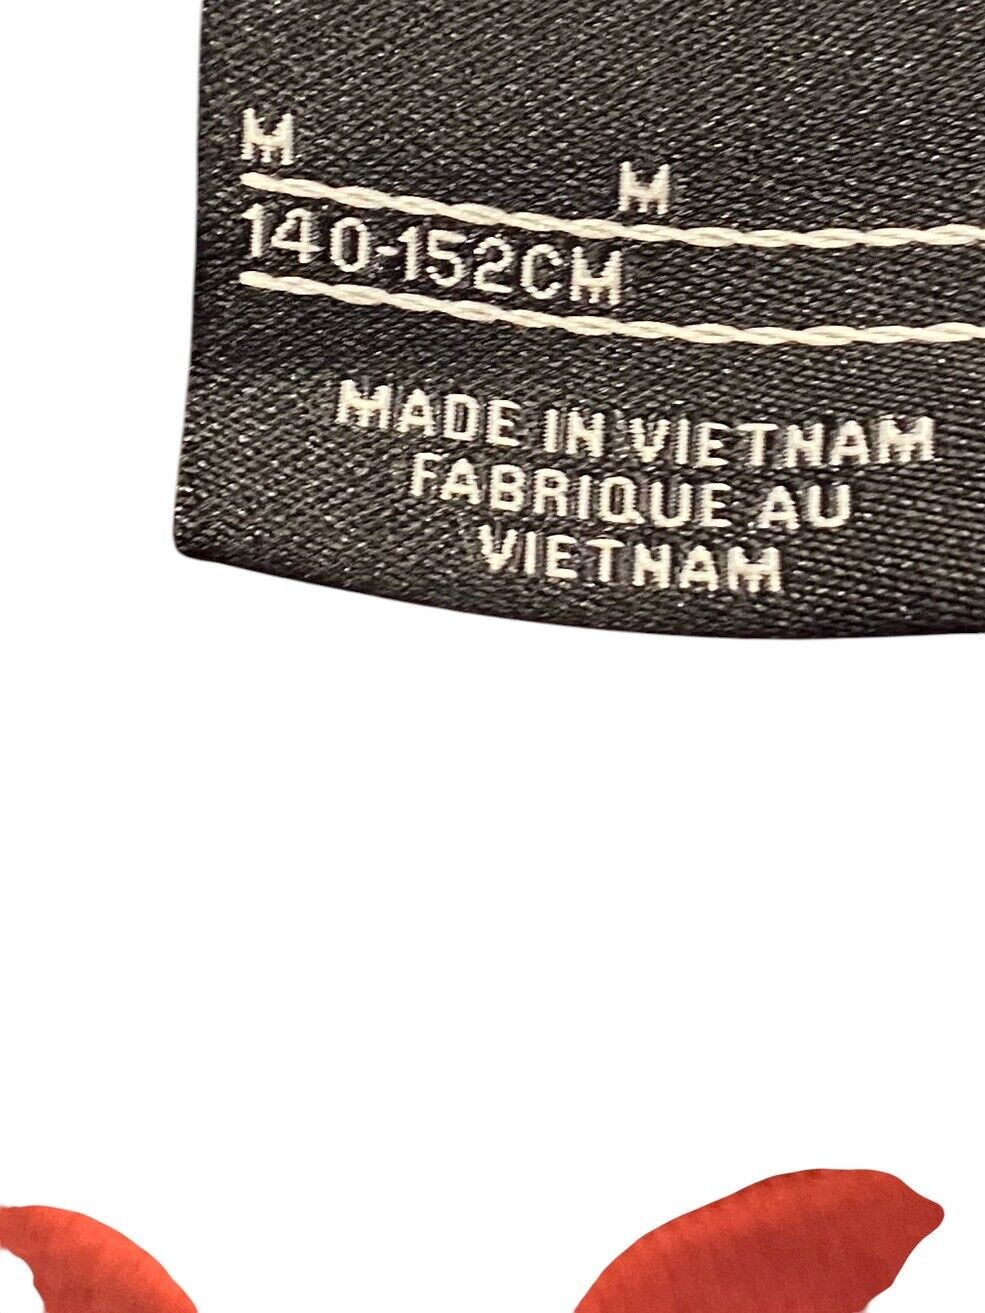 M
M
140-152CM
MADE IN VIETNAM
FABRIQUE AU
VIETNAM